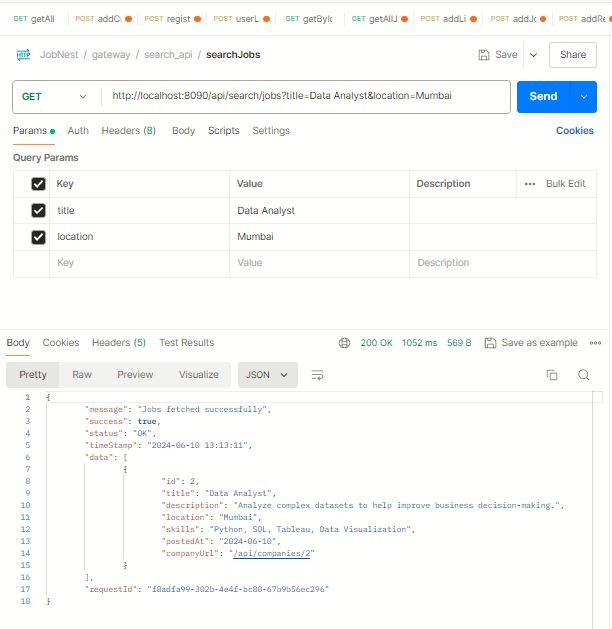 GET getAll POST addC POST regist POST userL GET getByIc GET getAllJ POST addLi POST addJc POST addRe
HTTP JobNest / gateway / search_api / searchJobs Save Share
GET http://localhost:8090/api/search/jobs?title=Data Analyst&location=Mumbai Send
Params Auth Headers (8) Body Scripts Settings Cookies
Query Params
Key Value Description ••• Bulk Edit
title Data Analyst
location Mumbai
Key Value Description
Body Cookies Headers (5) Test Results 200 OK 1052 ms 569 B Save as example •••
Pretty Raw Preview Visualize JSON
1 {
2 "message": "Jobs fetched successfully",
3 "success": true,
4 "status": "OK",
5 "timeStamp": "2024-06-10 13:13:11",
6 "data": [
7 {
8 "id": 2,
9 "title": "Data Analyst",
10 "description": "Analyze complex datasets to help improve business decision-making.",
11 "location": "Mumbai",
12 "skills": "Python, SQL, Tableau, Data Visualization",
13 "postedAt": "2024-06-10",
14 "companyUrl": "/api/companies/2"
15 }
16 ],
17 "requestId": "f8adfa99-302b-4e4f-bc80-67b9b56ec296"
18 }